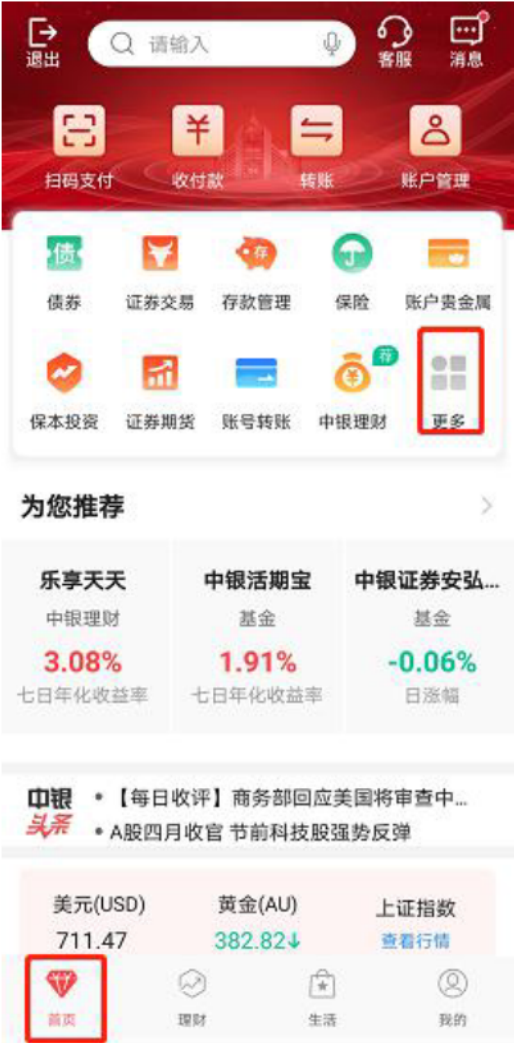 退出
请输入
客服
消息
扫码支付
收付款
转账
账户管理
债
存
债券
证券交易
存款管理
保险
账户贵金属
荐
保本投资
证券期货
账号转账
中银理财
更多
为您推荐
乐享天天
中银活期宝
中银证券安弘...
中银理财
基金
基金
3.08%
1.91%
-0.06%
七日年化收益率
七日年化收益率
日涨幅
中银
头条
• 【每日收评】商务部回应美国将审查中...
• A股四月收官 节前科技股强势反弹
美元(USD)
黄金(AU)
上证指数
711.47
382.82↓
查看行情
首页
理财
生活
我的